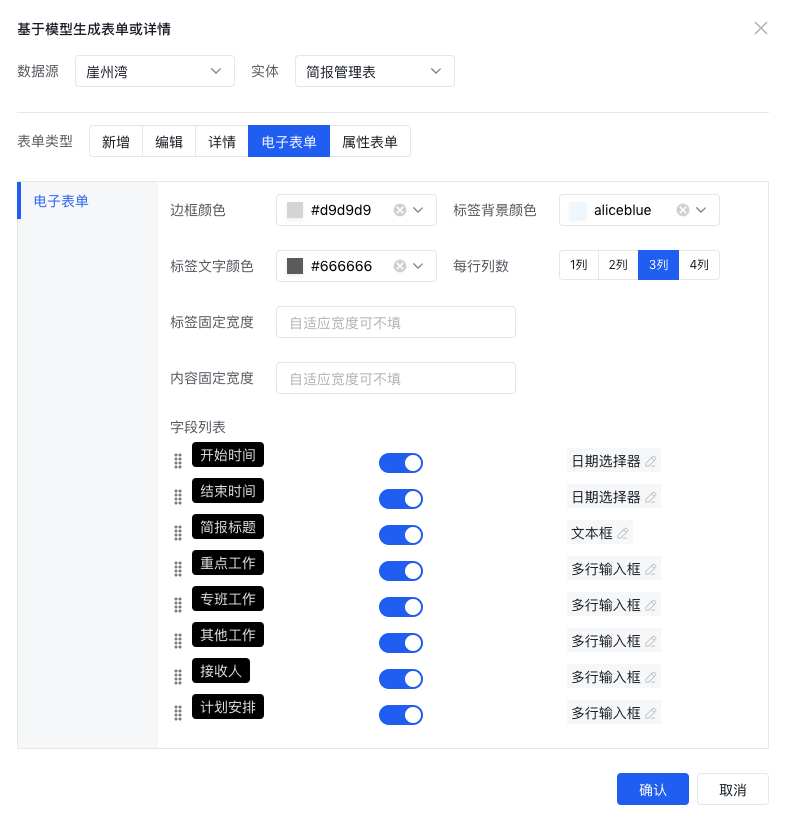 基于模型生成表单或详情
数据源 崖州湾 实体 简报管理表
表单类型 新增 编辑 详情 电子表单 属性表单
电子表单
边框颜色 #d9d9d9 标签背景颜色 aliceblue
标签文字颜色 #666666 每行列数 1列 2列 3列 4列
标签固定宽度 自适应宽度可不填
内容固定宽度 自适应宽度可不填
字段列表
开始时间 日期选择器
结束时间 日期选择器
简报标题 文本框
重点工作 多行输入框
专班工作 多行输入框
其他工作 多行输入框
接收人 多行输入框
计划安排 多行输入框
确认 取消